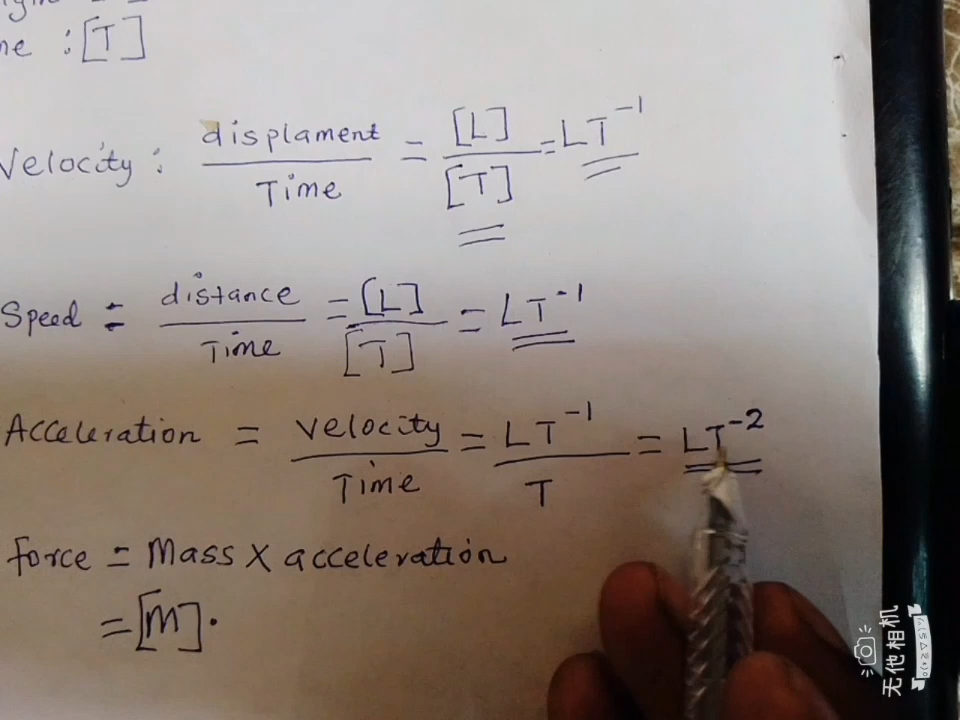 : [T]
Velocity : displament / Time = [L] / [T] = LT⁻¹
Speed = distance / Time = [L] / [T] = LT⁻¹
Acceleration = velocity / Time = LT⁻¹ / T = LT⁻²
force = Mass X acceleration
= [M].
无他相机